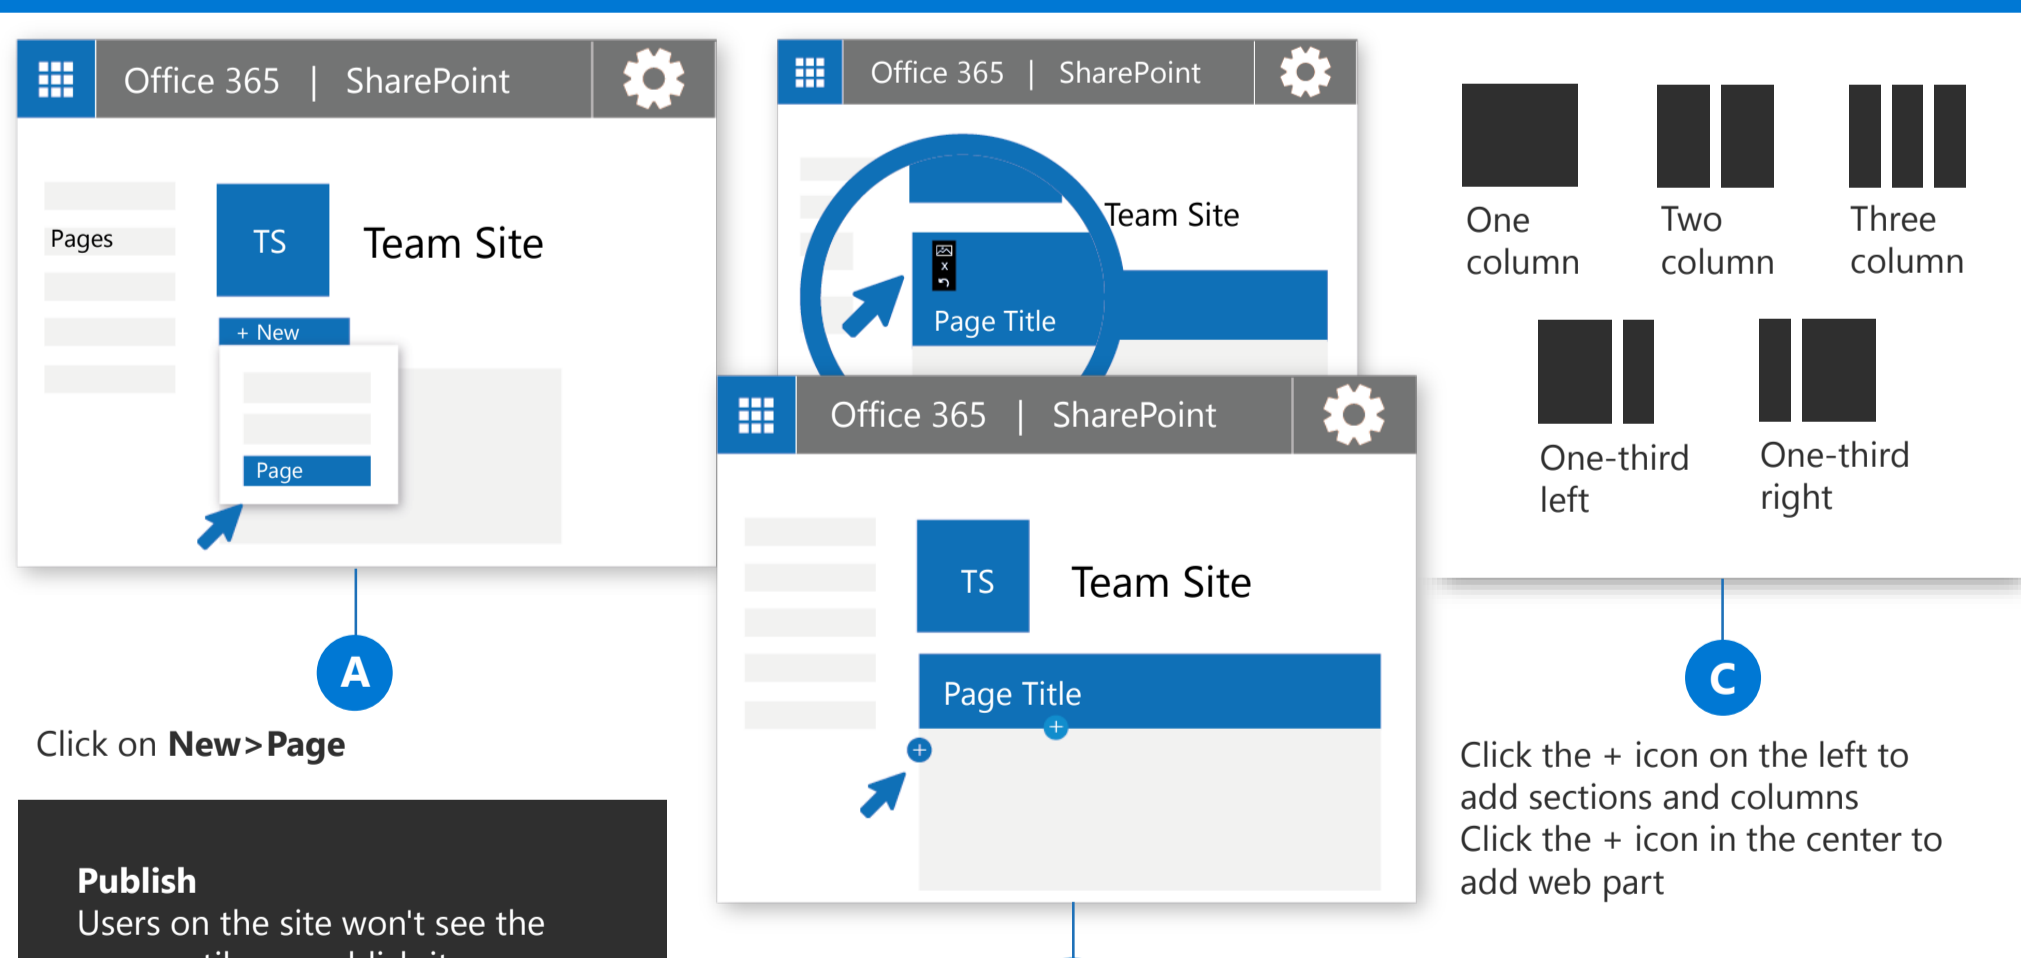 Office 365 | SharePoint
Pages
TS
Team Site
+ New
Page
A
Click on New>Page
Publish
Users on the site won't see the
Office 365 | SharePoint
Team Site
x
Page Title
Office 365 | SharePoint
TS
Team Site
Page Title
+
+
One
column
Two
column
Three
column
One-third
left
One-third
right
C
Click the + icon on the left to
add sections and columns
Click the + icon in the center to
add web part